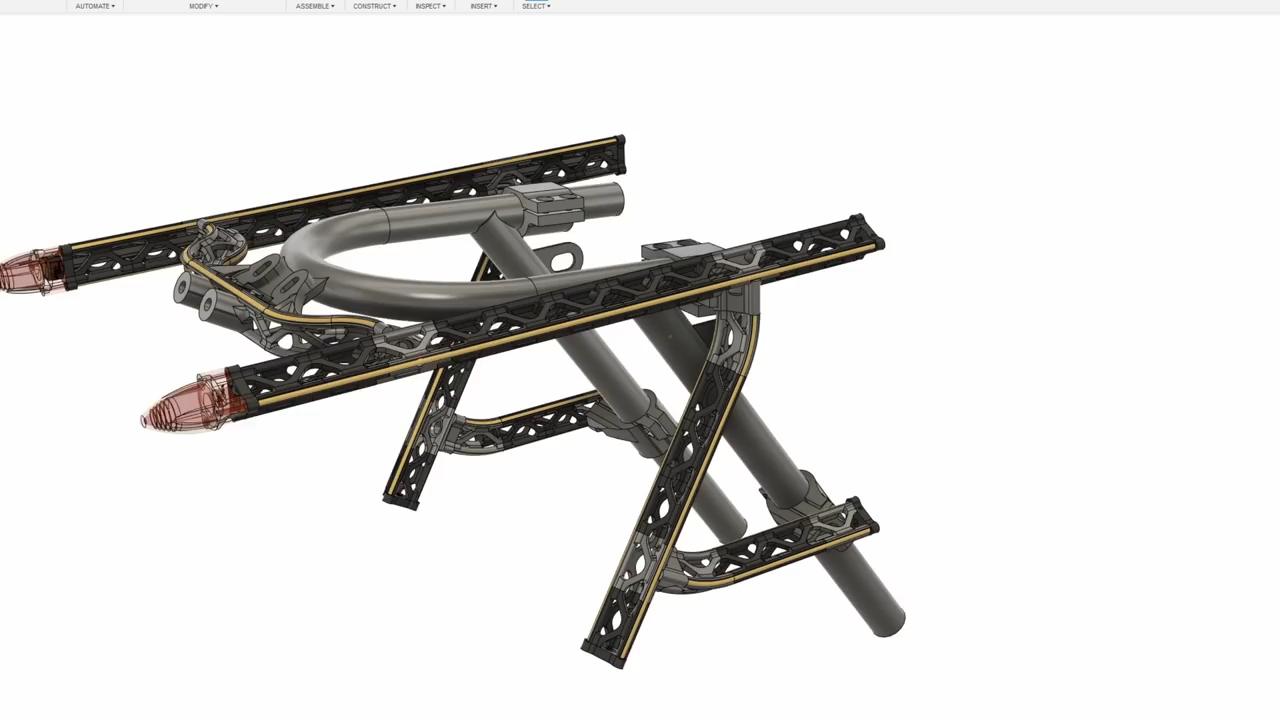 AUTOMATE▾ MODIFY▾ ASSEMBLE▾ CONSTRUCT▾ INSPECT▾ INSERT▾ SELECT▾